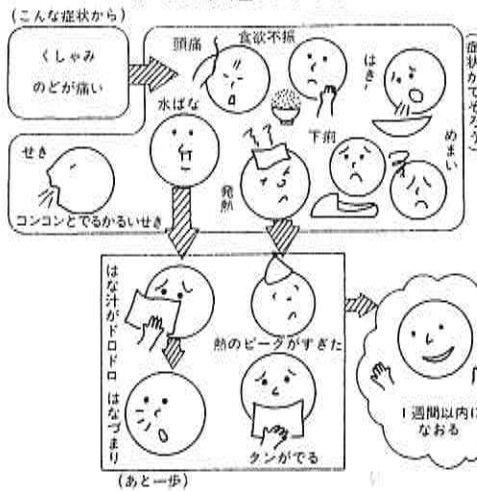 (こんな症状から)
くしゃみ
のどが痛い
頭痛
食欲不振
はきけ
(症状がでそろう)
水ばな
下痢
めまい
発熱
せき
コンコンとでるかるいせき
はな汁がドロドロ
熱のピークがすぎた
はなづまり
タンがでる
(あと一歩)
1週間以内に
なおる